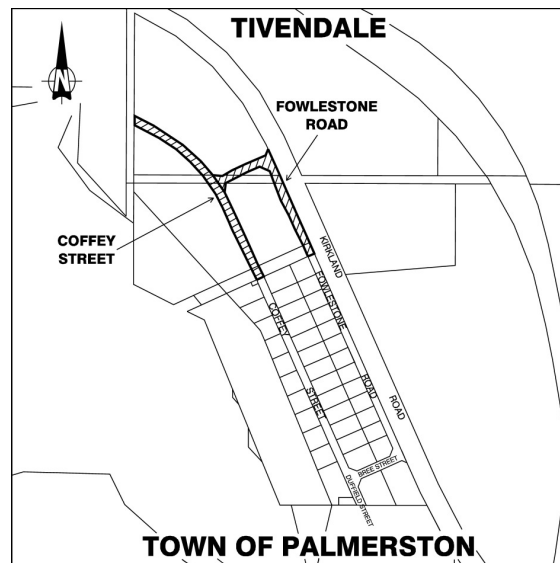 TIVENDALE
N
FOWLESTONE
ROAD
COFFEY
STREET
KIRKLAND
ROAD
FOWLESTONE
ROAD
COFFEY
STREET
BREE STREET
DUFFIELD STREET
TOWN OF PALMERSTON